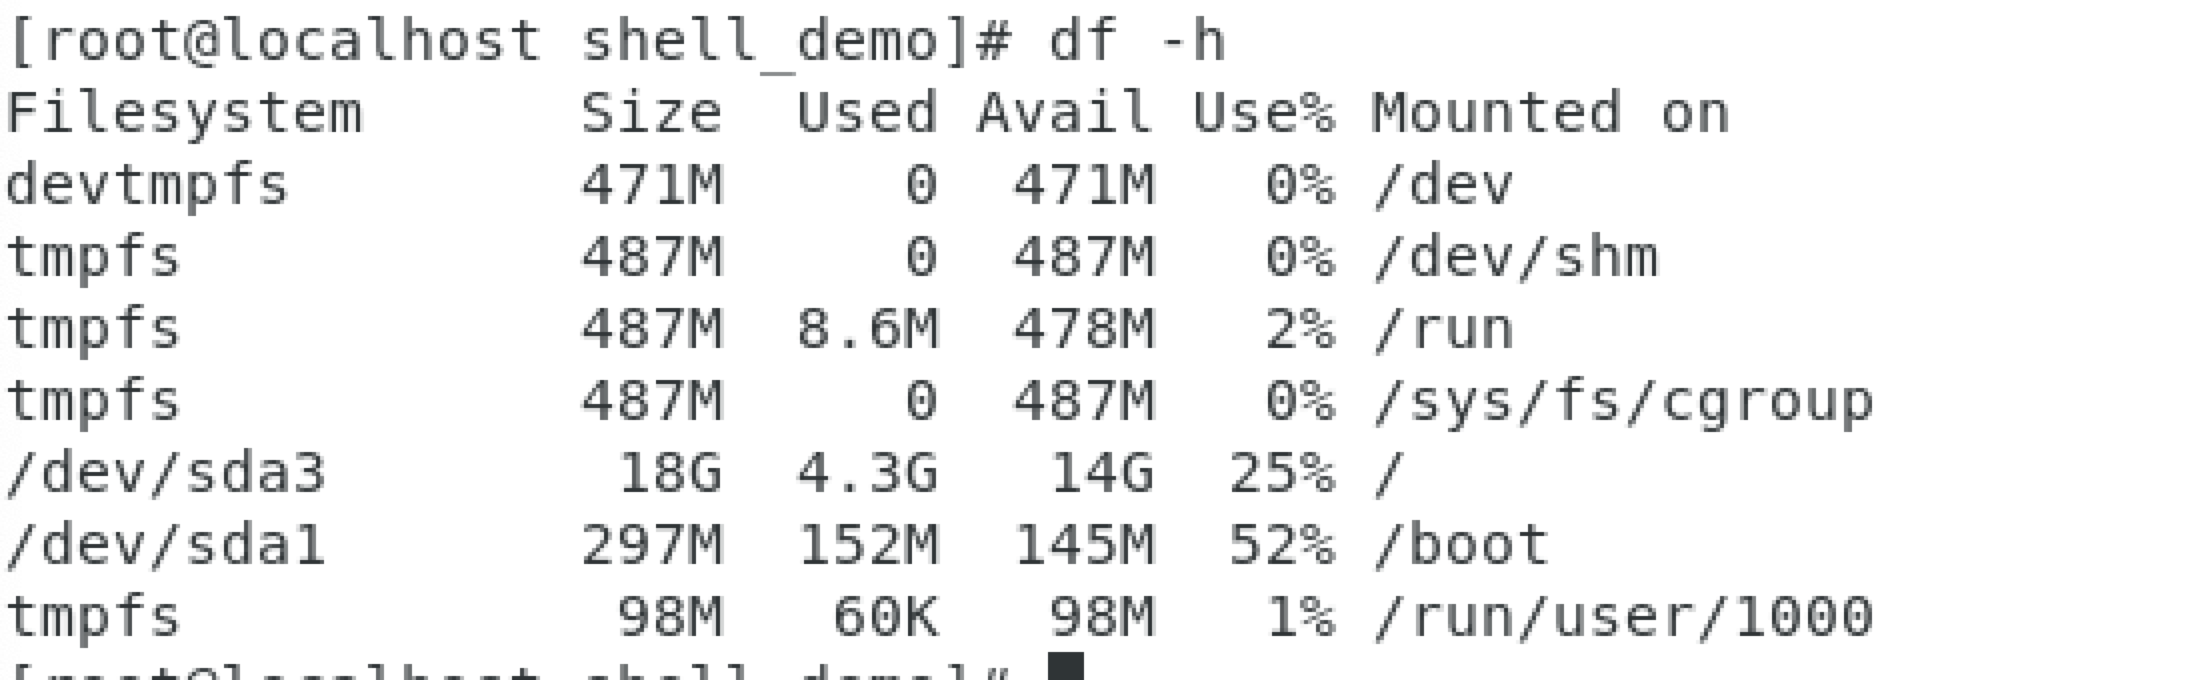 [root@localhost shell_demo]# df -h
Filesystem      Size  Used Avail Use% Mounted on
devtmpfs        471M     0  471M   0% /dev
tmpfs           487M     0  487M   0% /dev/shm
tmpfs           487M  8.6M  478M   2% /run
tmpfs           487M     0  487M   0% /sys/fs/cgroup
/dev/sda3        18G  4.3G   14G  25% /
/dev/sda1       297M  152M  145M  52% /boot
tmpfs            98M   60K   98M   1% /run/user/1000
[root@localhost shell_demo]#